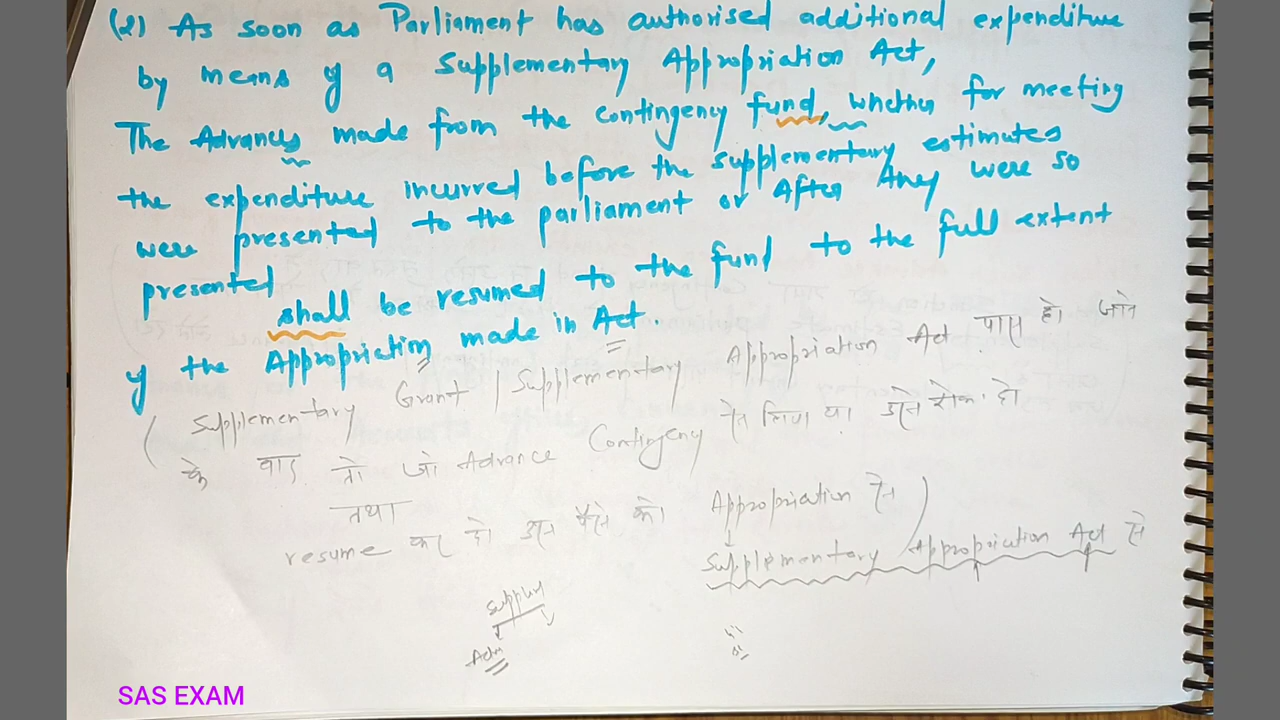 (2) As soon as Parliament has authorised additional expenditure
by means of a Supplementary Appropriation Act,
The Advances made from the Contingency fund, whether for meeting
the expenditure incurred before the supplementary estimates
were presented to the parliament or After they were so
presented
shall be resumed to the fund to the full extent
of the Appropriation made in Act.
( Supplementary Grant / Supplementary Appropriation Act पास हो जाने
के बाद तो जो Advance Contingency से लिया था उसे रोक दो
तथा
resume कर दो उस पैसे को Appropriation से )
Supplementary Appropriation Act से
SAS EXAM